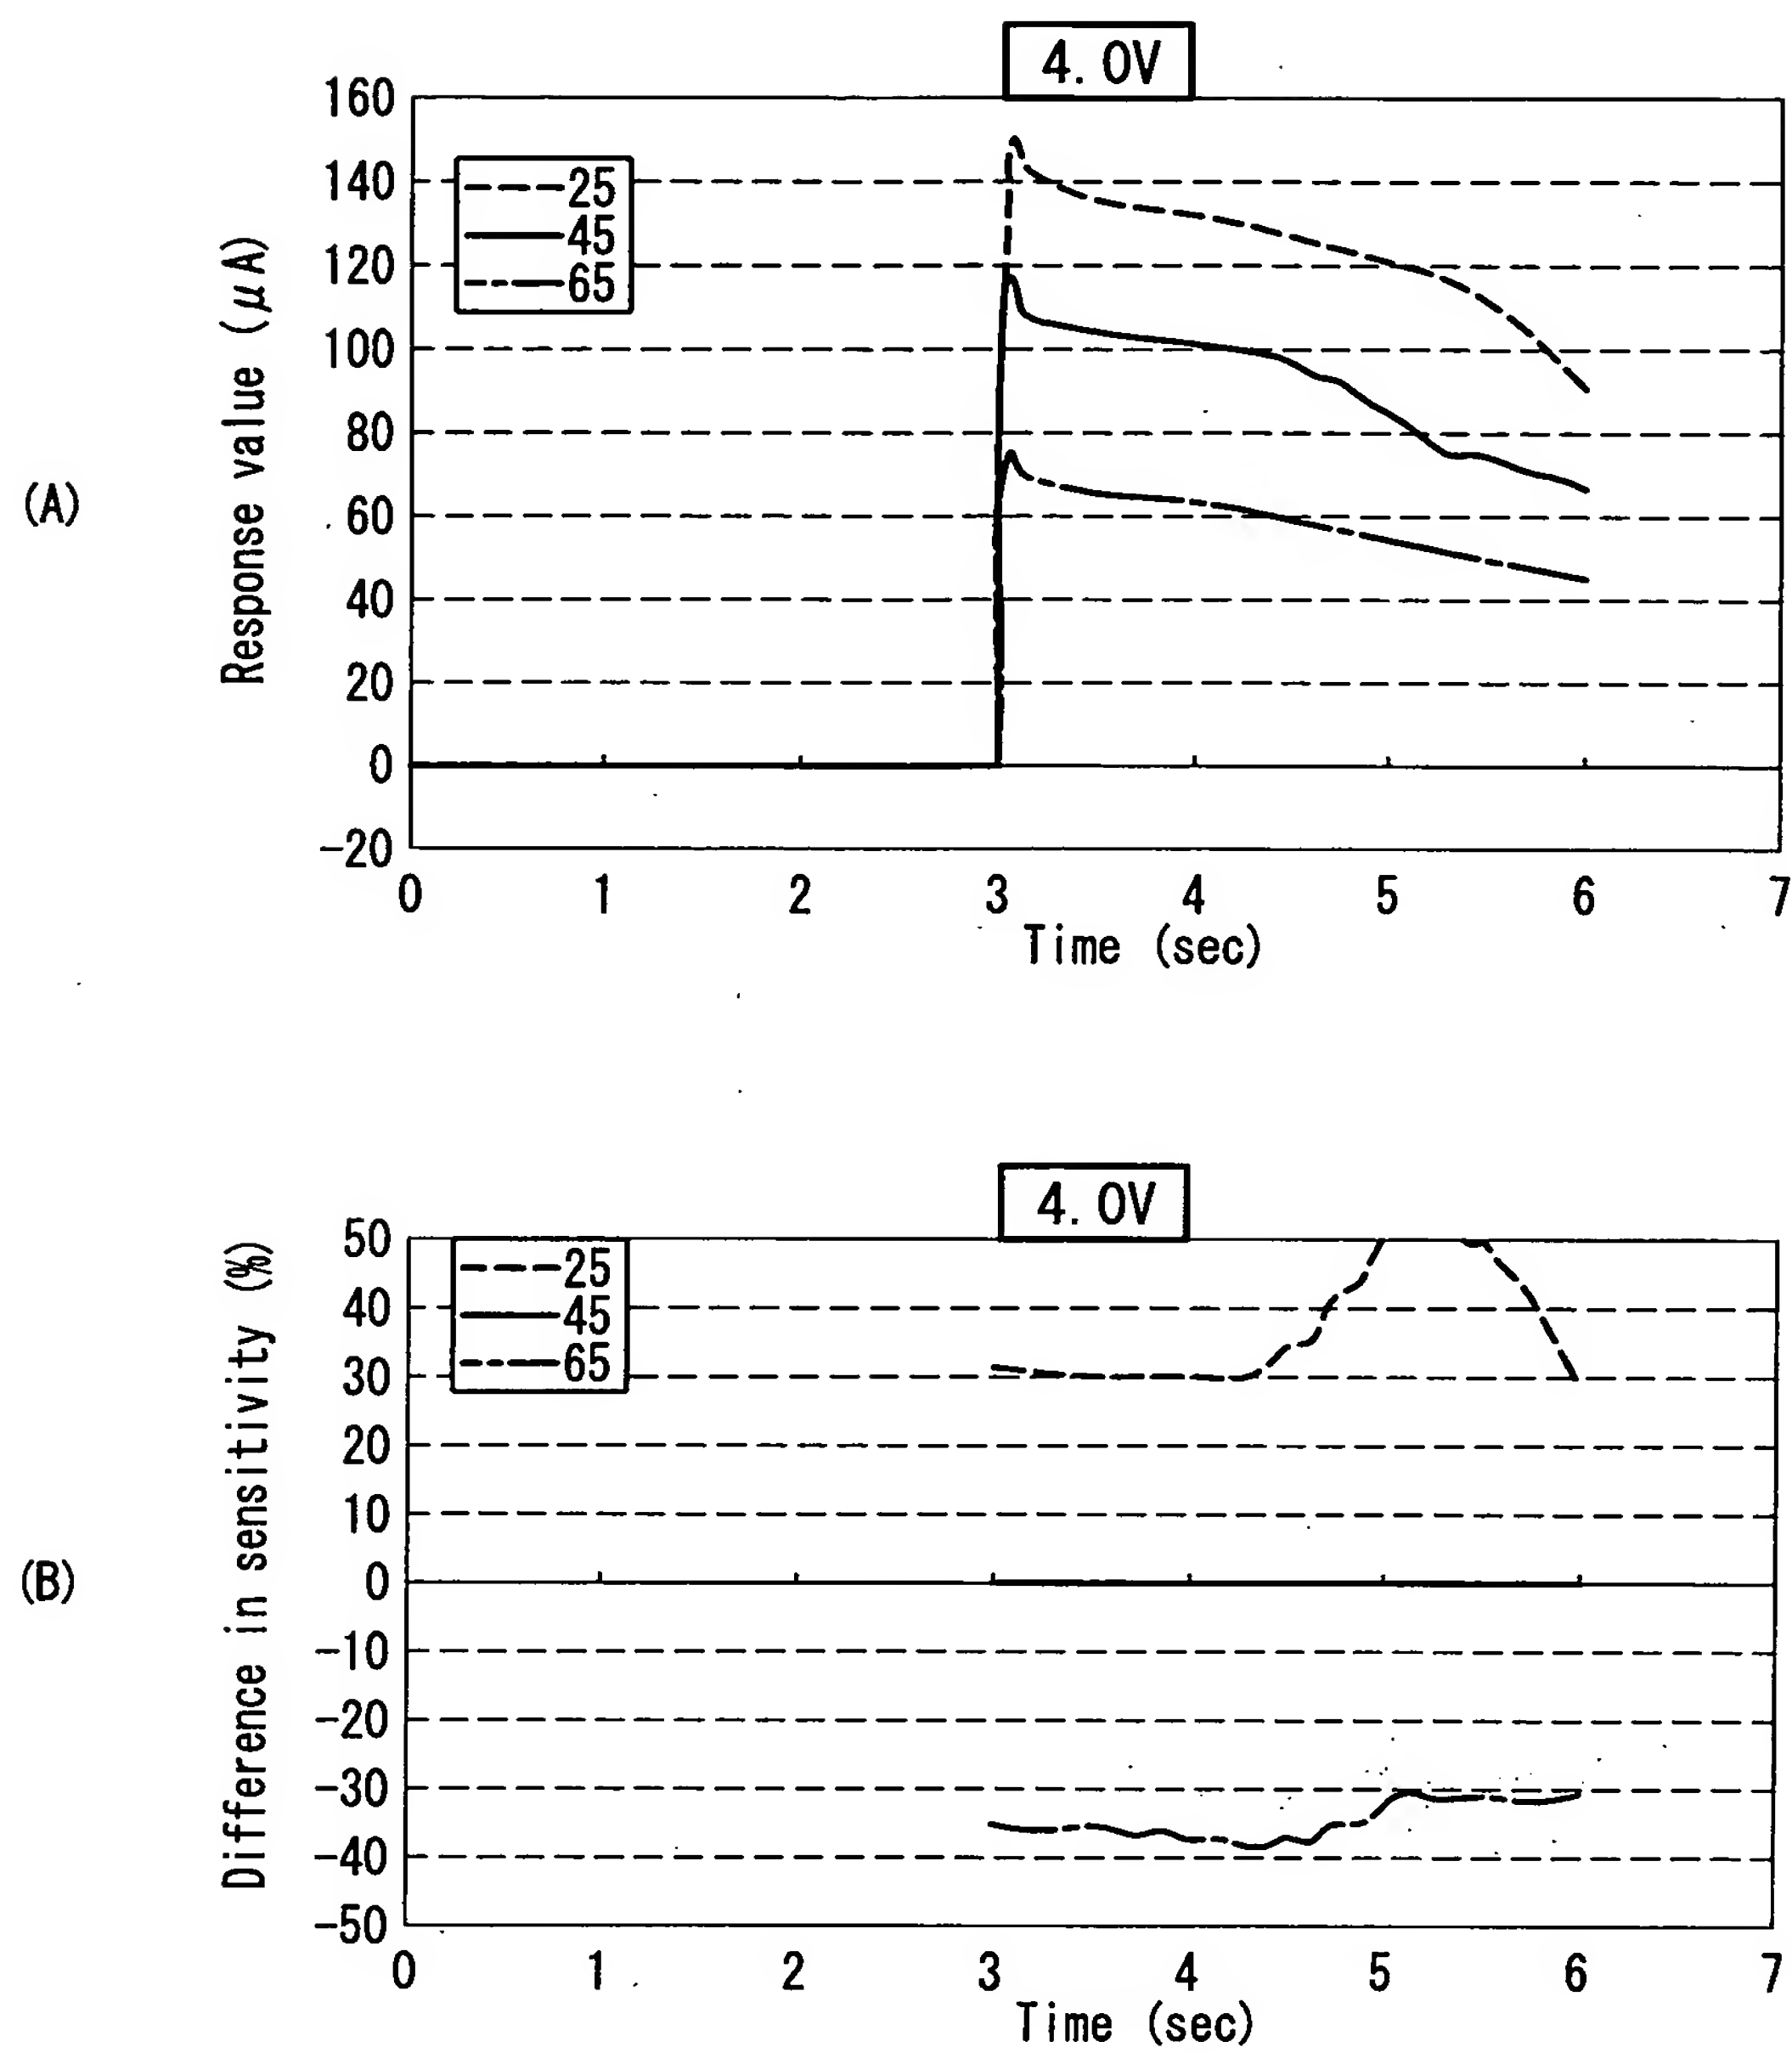 (A)
4. 0V
Response value (μA)
160
140
120
100
80
60
40
20
0
-20
25
45
65
0 1 2 3 4 5 6 7
Time (sec)
(B)
4. 0V
Difference in sensitivity (%)
50
40
30
20
10
0
-10
-20
-30
-40
-50
25
45
65
0 1 2 3 4 5 6 7
Time (sec)